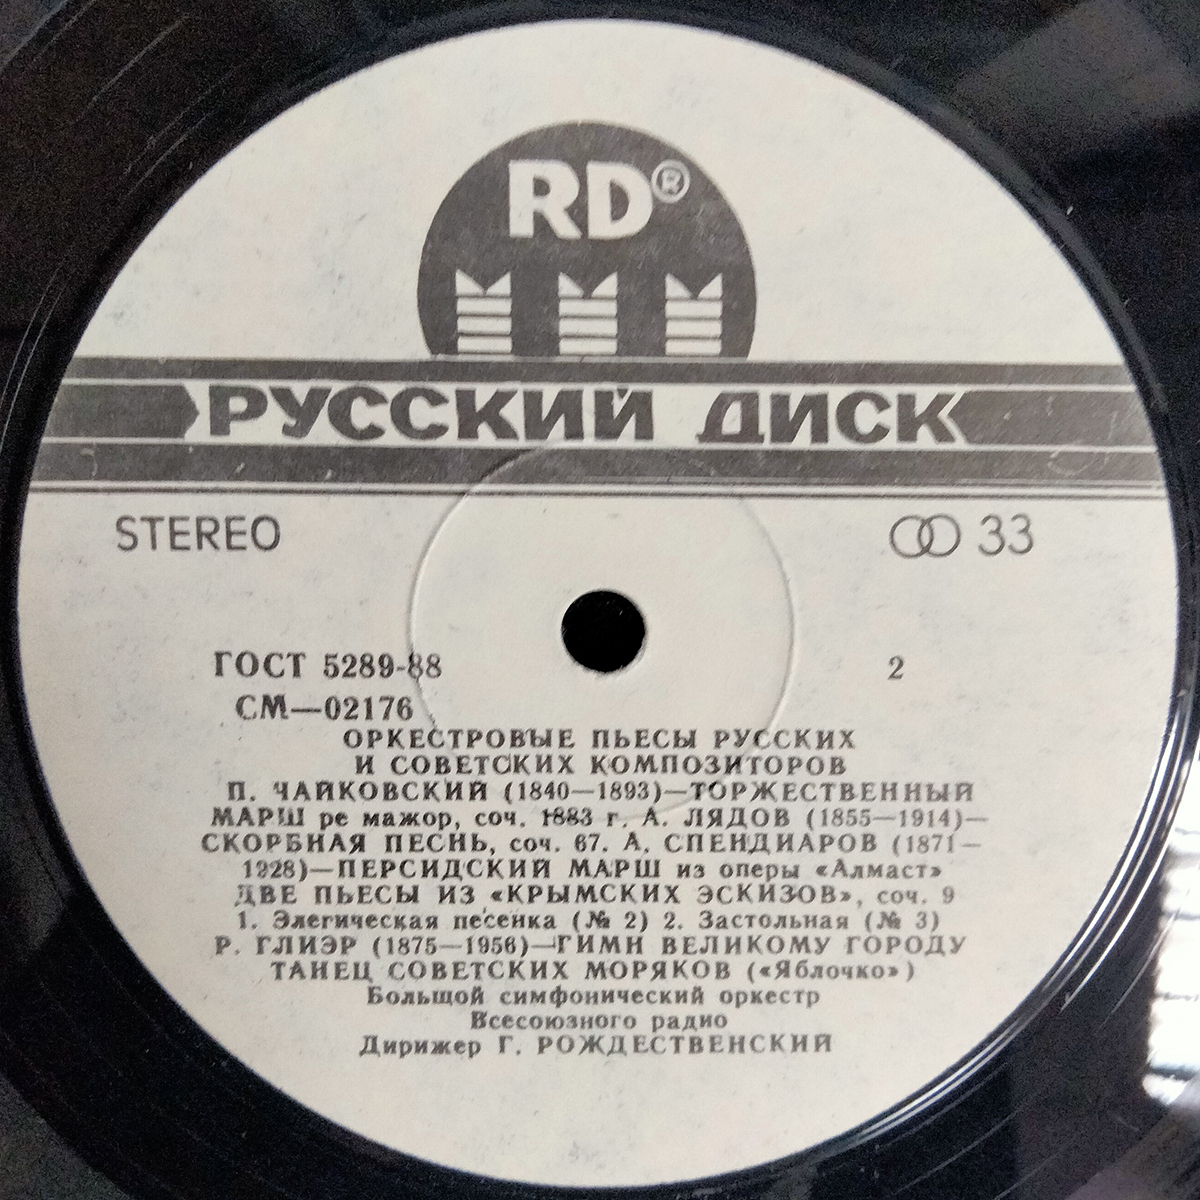 RD®
РУССКИЙ ДИСК
STEREO 33
ГОСТ 5289-88 2
СМ—02176
ОРКЕСТРОВЫЕ ПЬЕСЫ РУССКИХ
И СОВЕТСКИХ КОМПОЗИТОРОВ
П. ЧАЙКОВСКИЙ (1840—1893)—ТОРЖЕСТВЕННЫЙ
МАРШ ре мажор, соч. 1883 г. А. ЛЯДОВ (1855—1914)—
СКОРБНАЯ ПЕСНЬ, соч. 67. А. СПЕНДИАРОВ (1871—
1928)—ПЕРСИДСКИЙ МАРШ из оперы «Алмаст»
ДВЕ ПЬЕСЫ ИЗ «КРЫМСКИХ ЭСКИЗОВ», соч. 9
1. Элегическая песенка (№ 2) 2. Застольная (№ 3)
Р. ГЛИЭР (1875—1956)—ГИМН ВЕЛИКОМУ ГОРОДУ
ТАНЕЦ СОВЕТСКИХ МОРЯКОВ («Яблочко»)
Большой симфонический оркестр
Всесоюзного радио
Дирижер Г. РОЖДЕСТВЕНСКИЙ